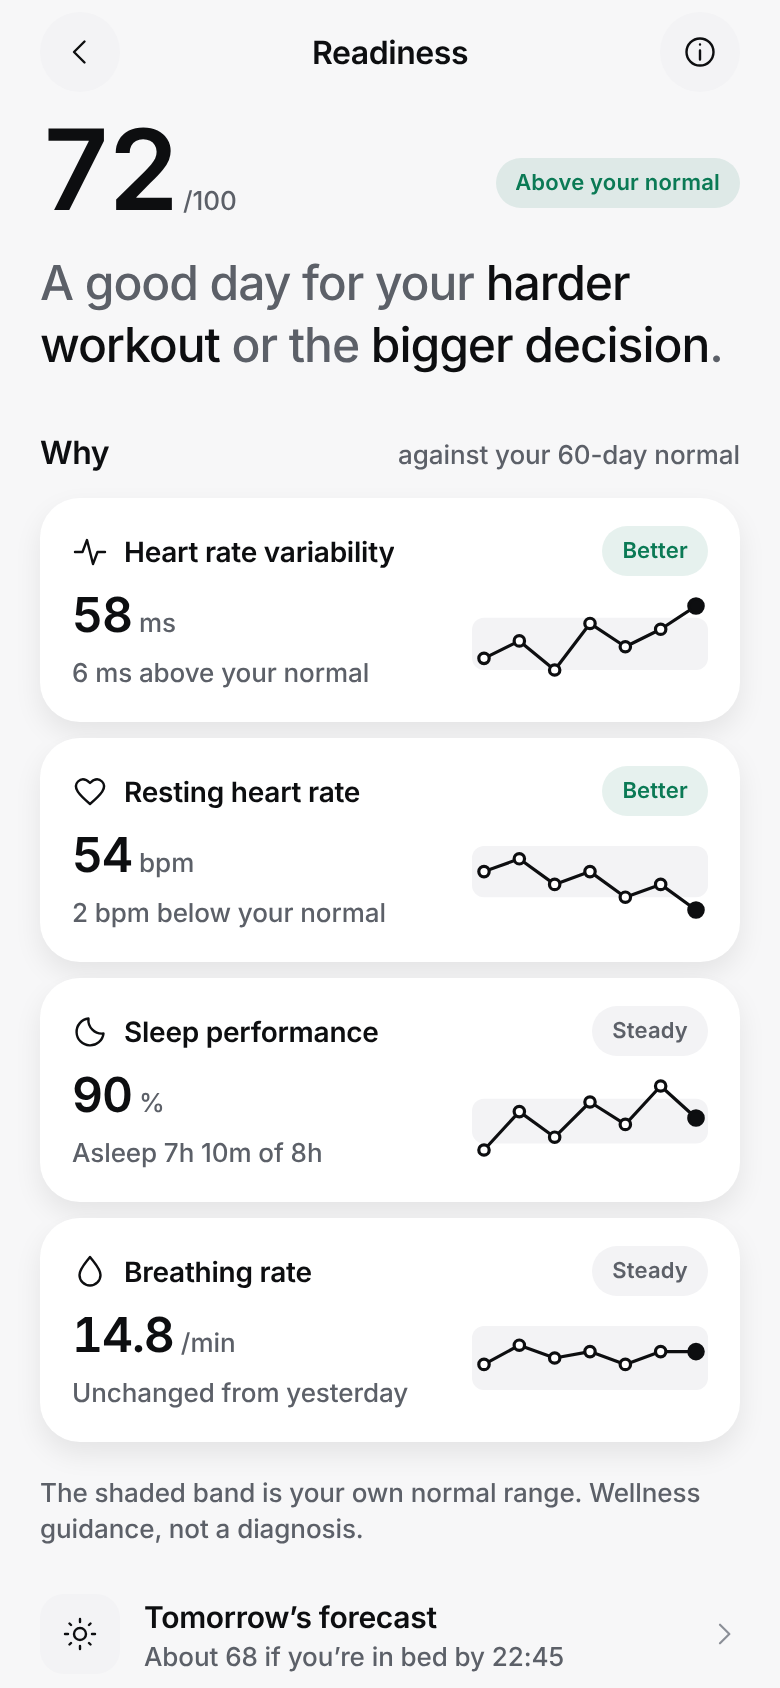 Readiness
72 /100
Above your normal
A good day for your harder
workout or the bigger decision.
Why
against your 60-day normal
Heart rate variability
Better
58 ms
6 ms above your normal
Resting heart rate
Better
54 bpm
2 bpm below your normal
Sleep performance
Steady
90 %
Asleep 7h 10m of 8h
Breathing rate
Steady
14.8 /min
Unchanged from yesterday
The shaded band is your own normal range. Wellness
guidance, not a diagnosis.
Tomorrow’s forecast
About 68 if you’re in bed by 22:45